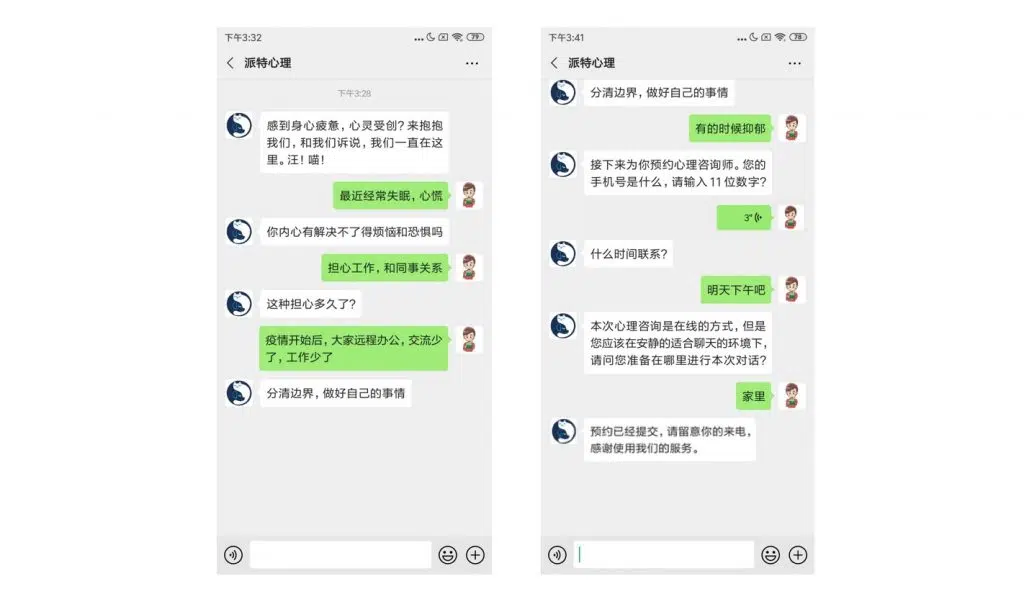 下午3:32
79
派特心理
下午3:28
感到身心疲惫，心灵受创？来抱抱
我们，和我们诉说，我们一直在这
里。汪！喵！
最近经常失眠，心慌
你内心有解决不了得烦恼和恐惧吗
担心工作，和同事关系
这种担心多久了？
疫情开始后，大家远程办公，交流少
了，工作少了
分清边界，做好自己的事情
下午3:41
78
派特心理
分清边界，做好自己的事情
有的时候抑郁
接下来为你预约心理咨询师。您的
手机号是什么，请输入11位数字？
3"
什么时间联系？
明天下午吧
本次心理咨询是在线的方式，但是
您应该在安静的适合聊天的环境下，
请问您准备在哪里进行本次对话？
家里
预约已经提交，请留意你的来电，
感谢使用我们的服务。